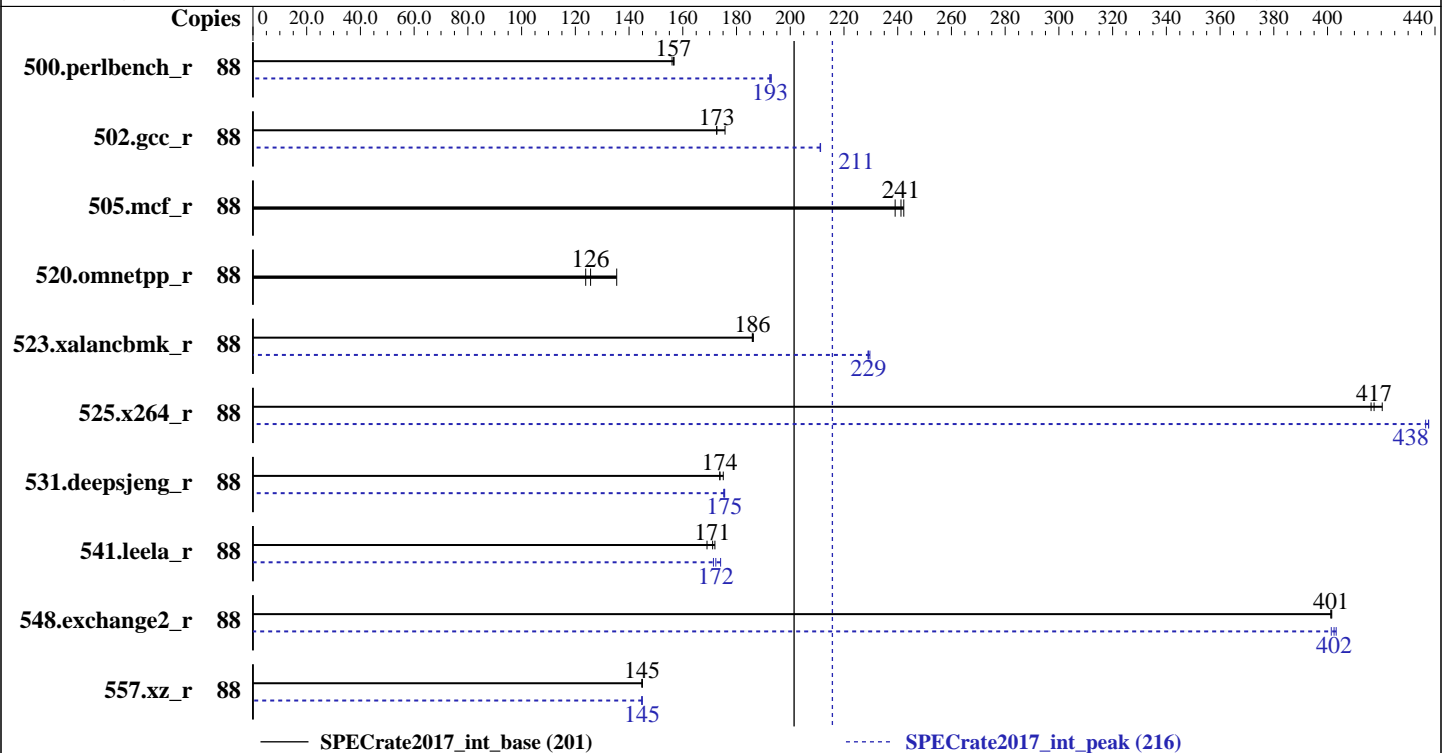 Copies 0 20.0 40.0 60.0 80.0 100 120 140 160 180 200 220 240 260 280 300 320 340 360 380 400 440
157
500.perlbench_r 88
193
173
502.gcc_r 88
211
241
505.mcf_r 88
126
520.omnetpp_r 88
186
523.xalancbmk_r 88
229
417
525.x264_r 88
438
174
531.deepsjeng_r 88
175
171
541.leela_r 88
172
401
548.exchange2_r 88
402
145
557.xz_r 88
145
SPECrate2017_int_base (201) SPECrate2017_int_peak (216)